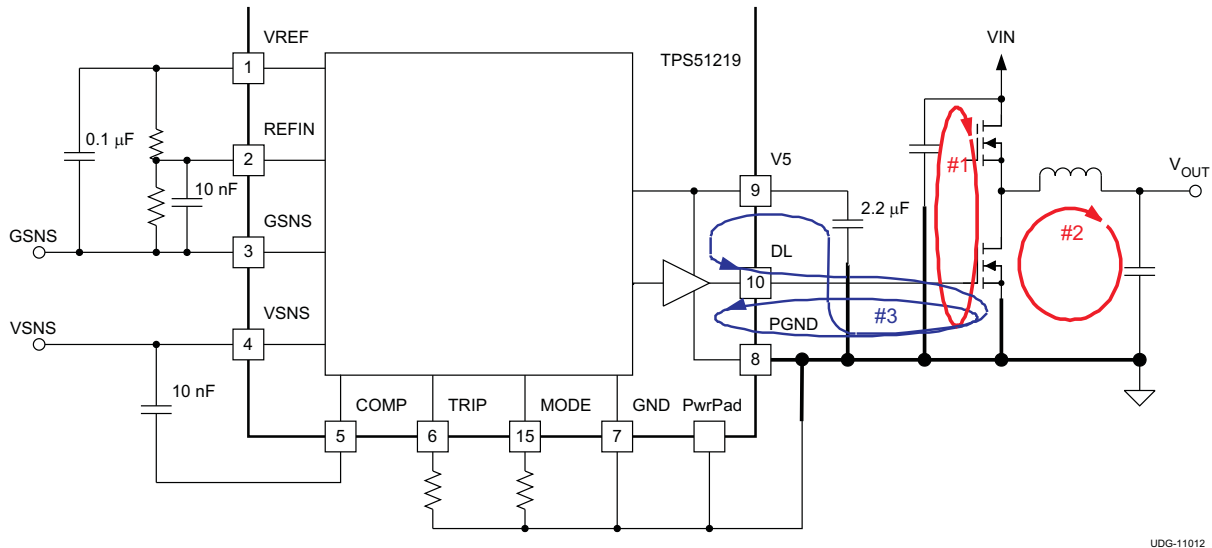 VREF
1
TPS51219
VIN
0.1 μF
REFIN
2
10 nF
V5
9
#1
V_OUT
2.2 μF
GSNS
GSNS
3
DL
10
#2
VSNS
VSNS
4
#3
PGND
8
10 nF
COMP
TRIP
MODE
GND
PwrPad
5
6
15
7
UDG-11012